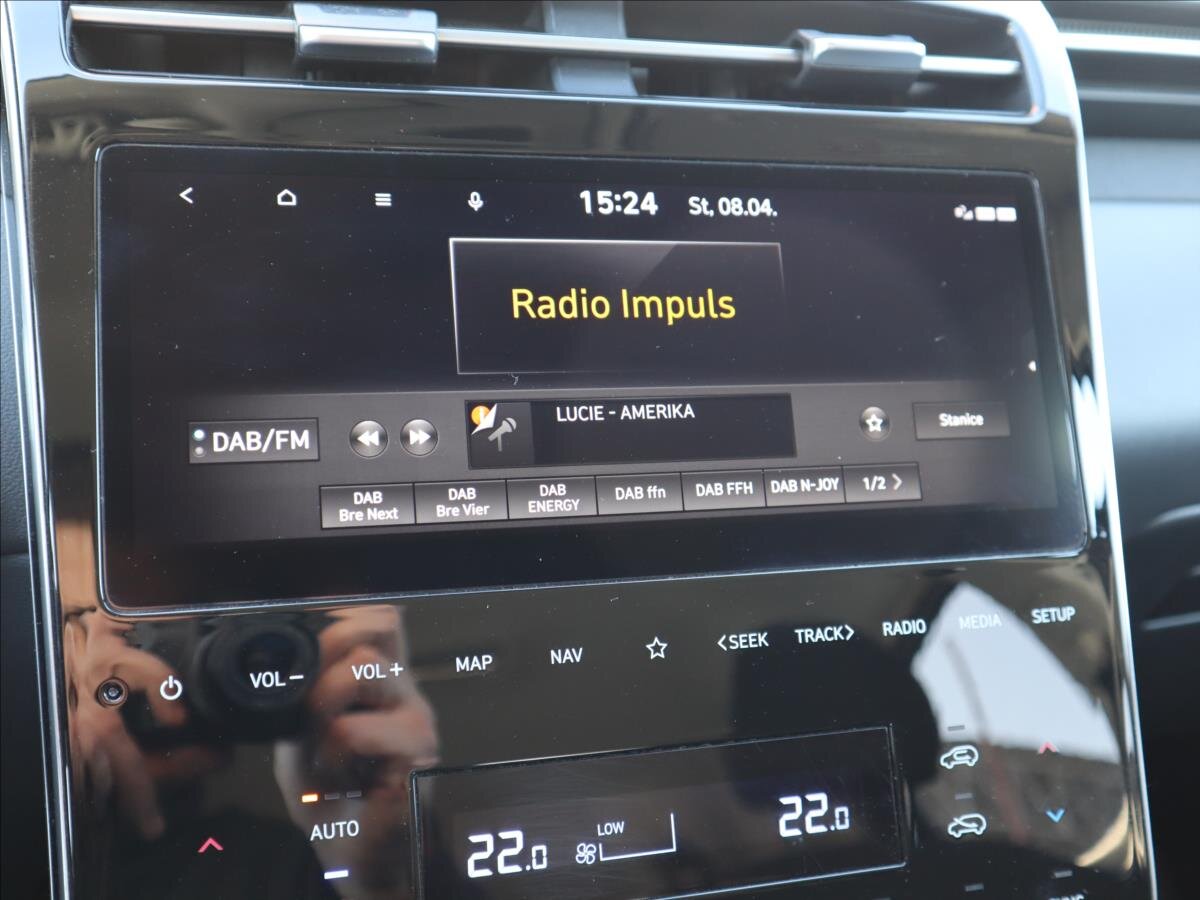 15:24 St, 08.04.
Radio Impuls
LUCIE - AMERIKA
DAB/FM
Stanice
DAB Bre Next
DAB Bre Vier
DAB ENERGY
DAB ffn
DAB FFH
DAB N-JOY
1/2
VOL- VOL+ MAP NAV <SEEK TRACK> RADIO MEDIA SETUP
AUTO
22.0
LOW
22.0